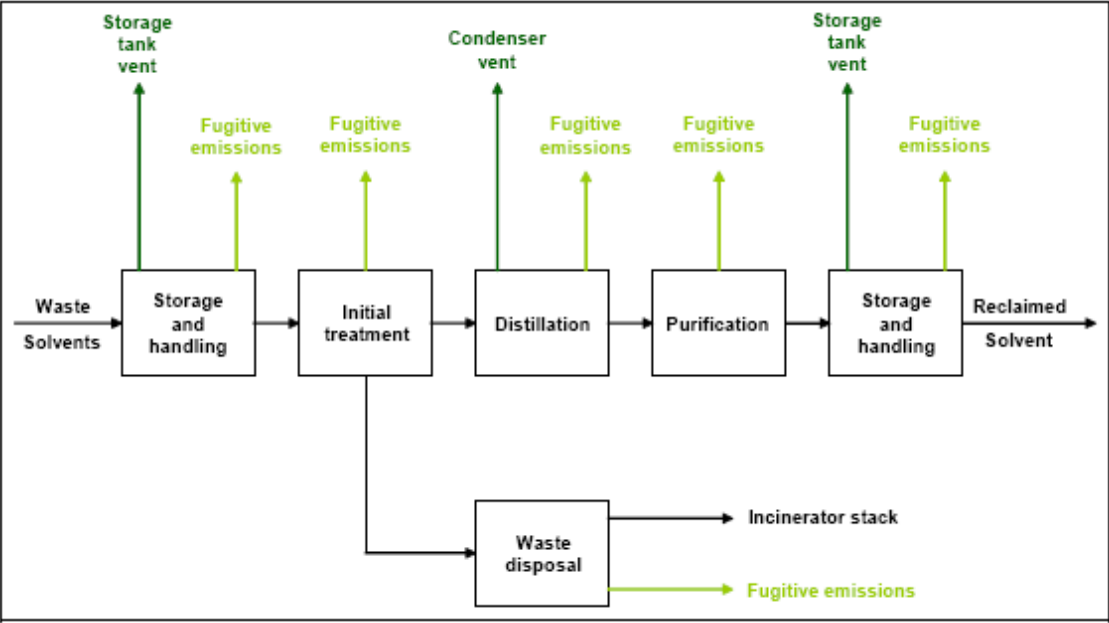 Storage
tank
vent
Condenser
vent
Storage
tank
vent
Fugitive
emissions
Fugitive
emissions
Fugitive
emissions
Fugitive
emissions
Fugitive
emissions
Waste
Solvents
Storage
and
handling
Initial
treatment
Distillation
Purification
Storage
and
handling
Reclaimed
Solvent
Waste
disposal
Incinerator stack
Fugitive emissions